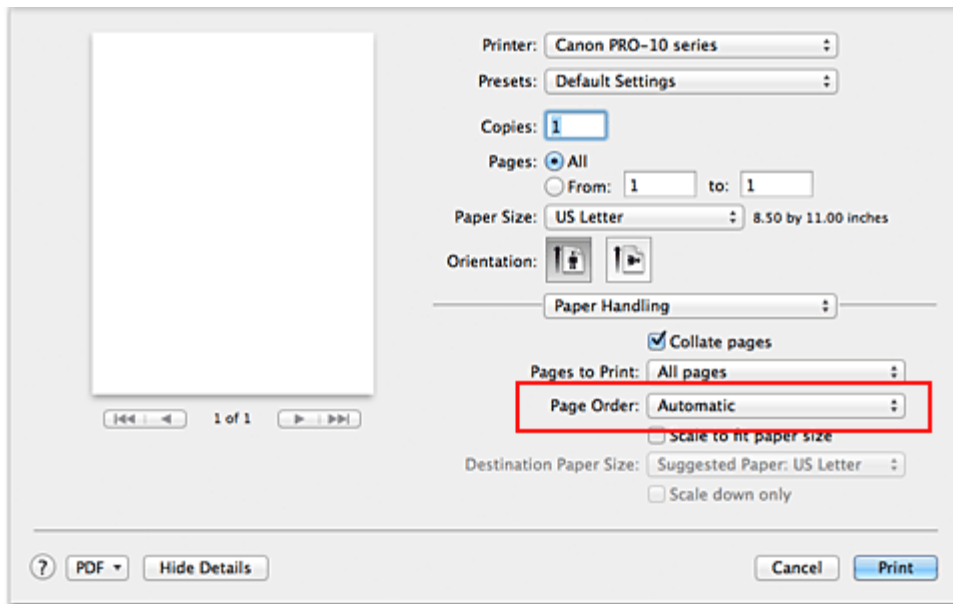 Printer: Canon PRO-10 series
Presets: Default Settings
Copies: 1
Pages: All
From: 1 to: 1
Paper Size: US Letter 8.50 by 11.00 inches
Orientation:
Paper Handling
Collate pages
Pages to Print: All pages
Page Order: Automatic
1 of 1
Scale to fit paper size
Destination Paper Size: Suggested Paper: US Letter
Scale down only
? PDF Hide Details Cancel Print